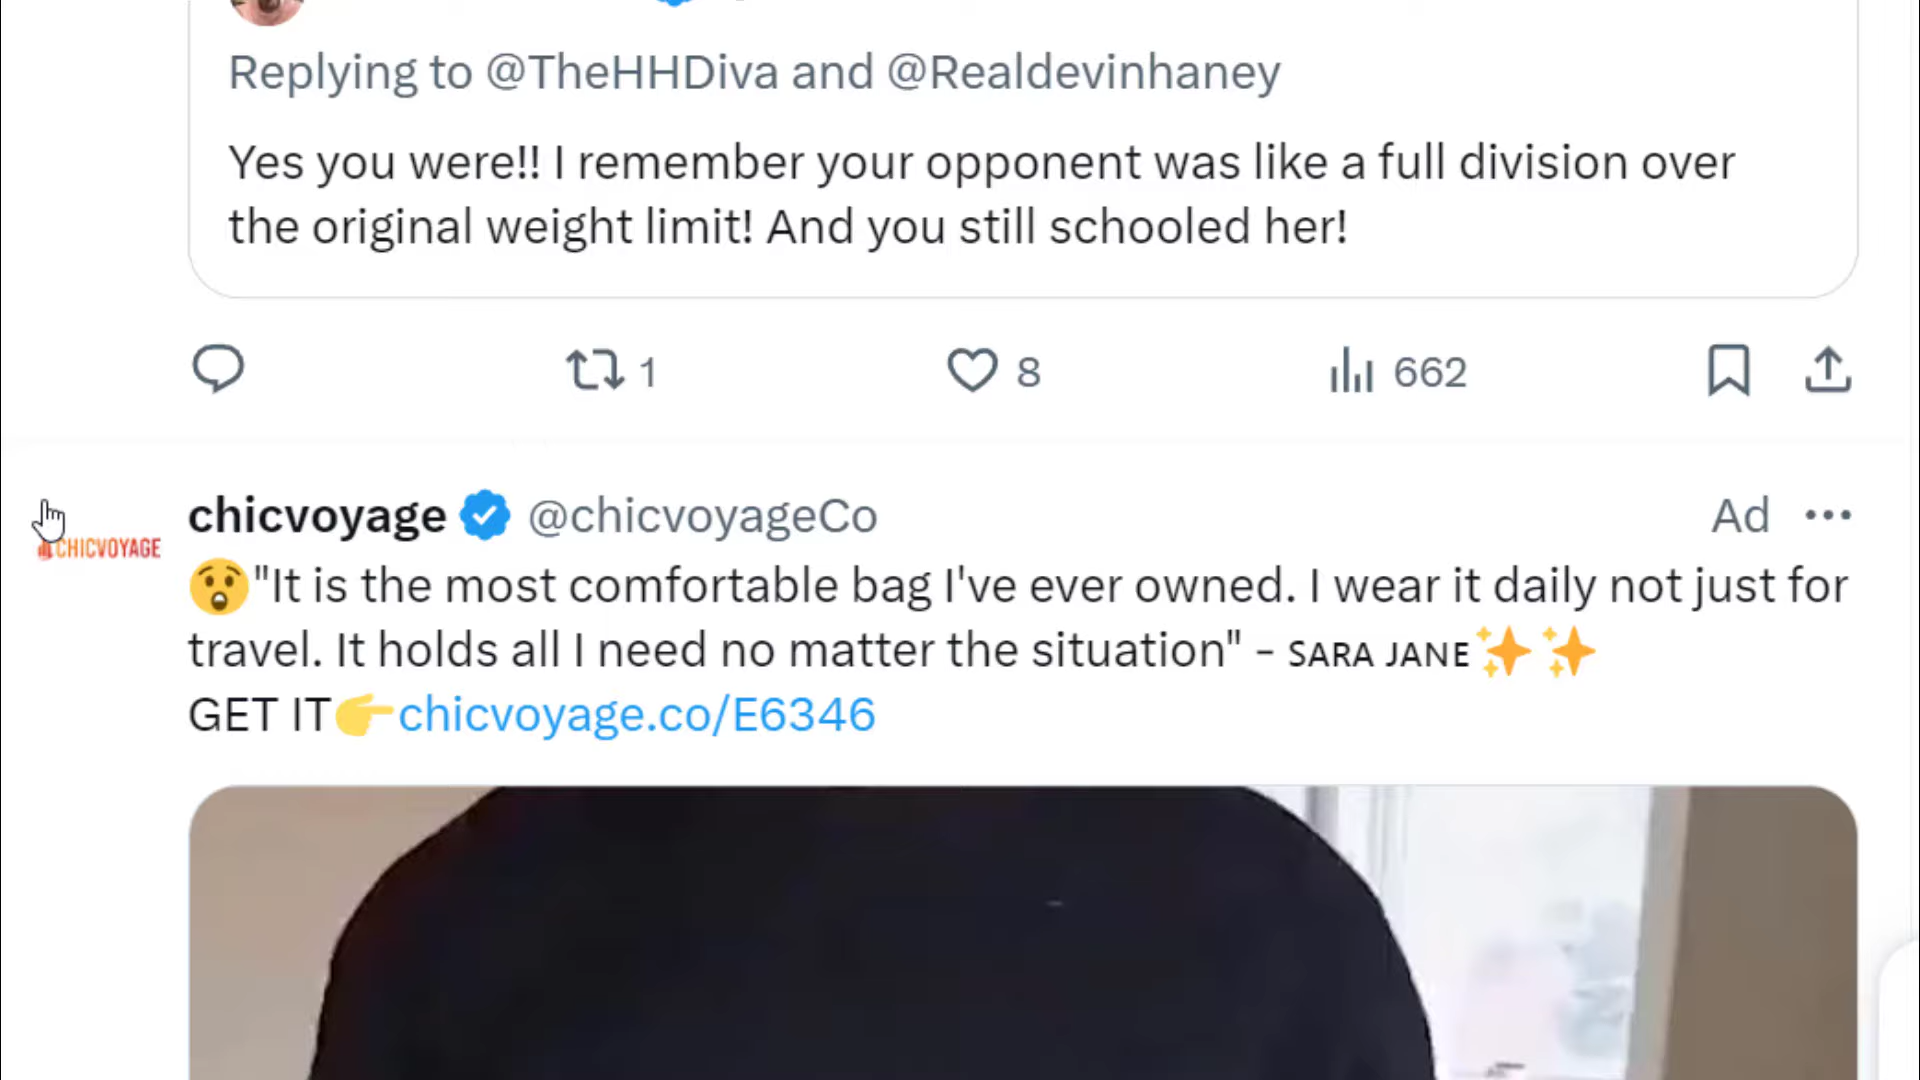 Replying to @TheHHDiva and @Realdevinhaney
Yes you were!! I remember your opponent was like a full division over
the original weight limit! And you still schooled her!
1 8 662
chicvoyage @chicvoyageCo Ad
CHICVOYAGE
😲"It is the most comfortable bag I've ever owned. I wear it daily not just for
travel. It holds all I need no matter the situation" - SARA JANE✨✨
GET IT👉chicvoyage.co/E6346